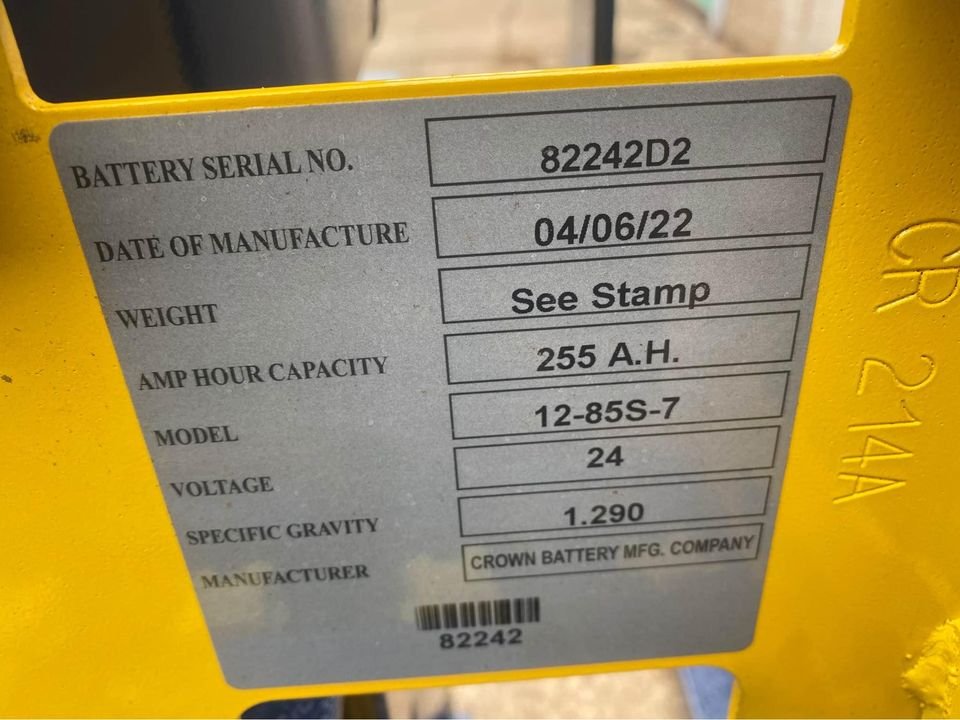 BATTERY SERIAL NO. 82242D2
DATE OF MANUFACTURE 04/06/22
WEIGHT See Stamp
AMP HOUR CAPACITY 255 A.H.
MODEL 12-85S-7
VOLTAGE 24
SPECIFIC GRAVITY 1.290
MANUFACTURER CROWN BATTERY MFG. COMPANY
82242
CR 214A